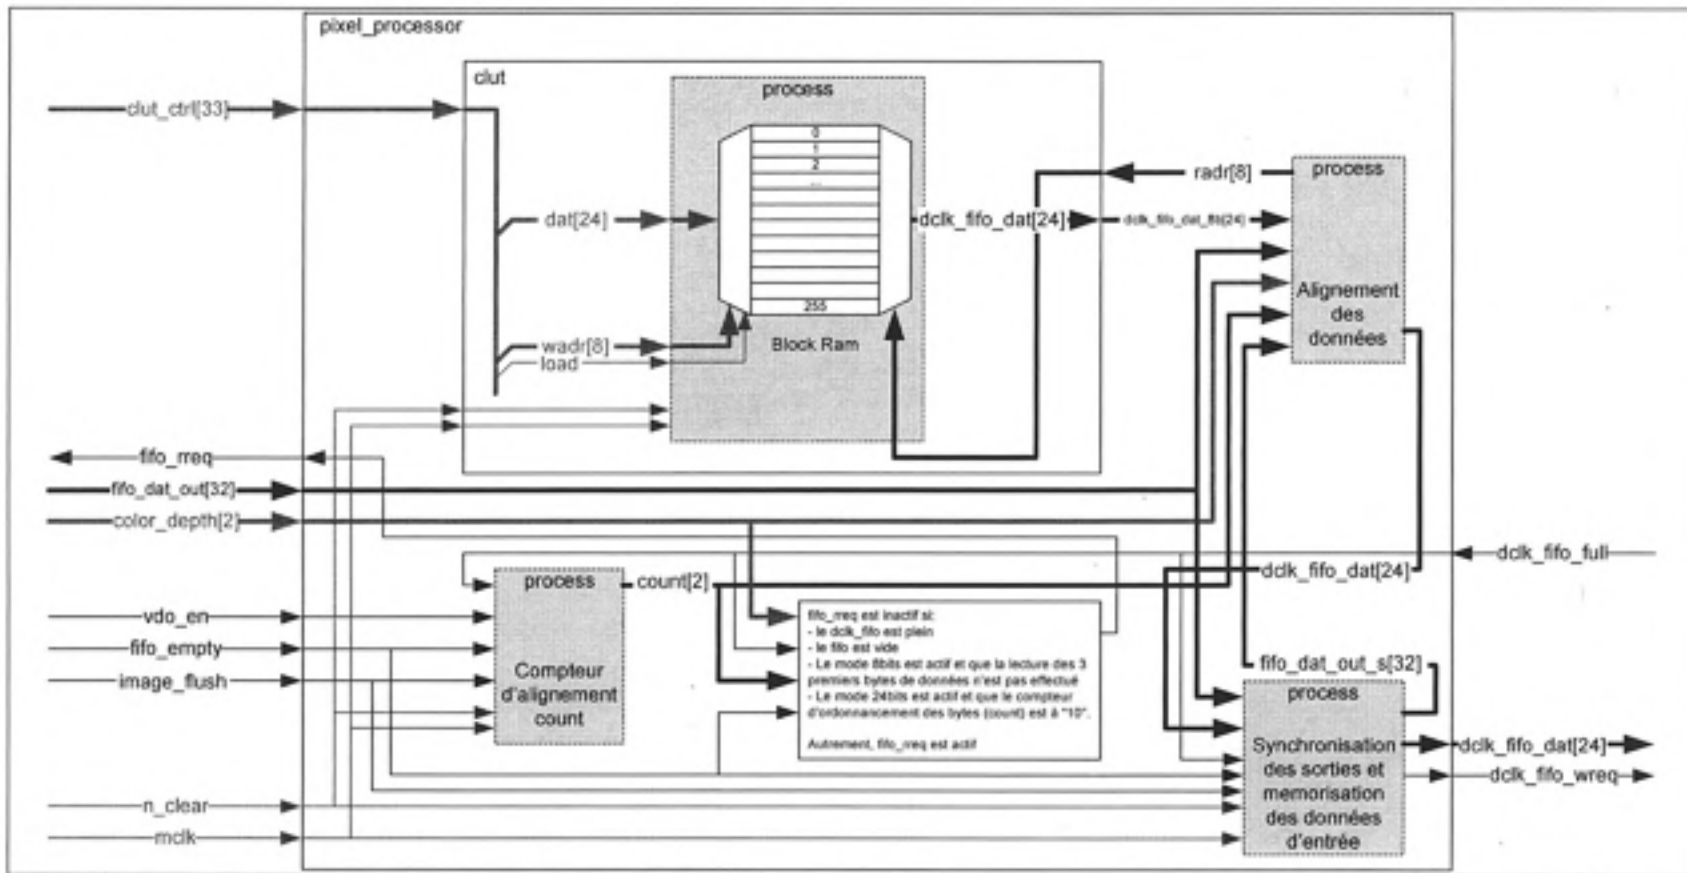 pixel_processor
clut
process
clut_ctrl[33]
0
1
2
...
255
Block Ram
dat[24]
wadr[8]
load
dclk_fifo_dat[24]
radr[8]
dclk_fifo_dat_8b[24]
process
Alignement
des
données
fifo_rreq
fifo_dat_out[32]
color_depth[2]
dclk_fifo_full
dclk_fifo_dat[24]
process
count[2]
Compteur
d'alignement
count
vdo_en
fifo_empty
image_flush
n_clear
mclk
fifo_rreq est inactif si:
- le dclk_fifo est plein
- le fifo est vide
- Le mode 8bits est actif et que la lecture des 3
premiers bytes de données n'est pas effectué
- Le mode 24bits est actif et que le compteur
d'ordonnancement des bytes (count) est à "10".
Autrement, fifo_rreq est actif
fifo_dat_out_s[32]
process
Synchronisation
des sorties et
memorisation
des données
d'entrée
dclk_fifo_dat[24]
dclk_fifo_wreq